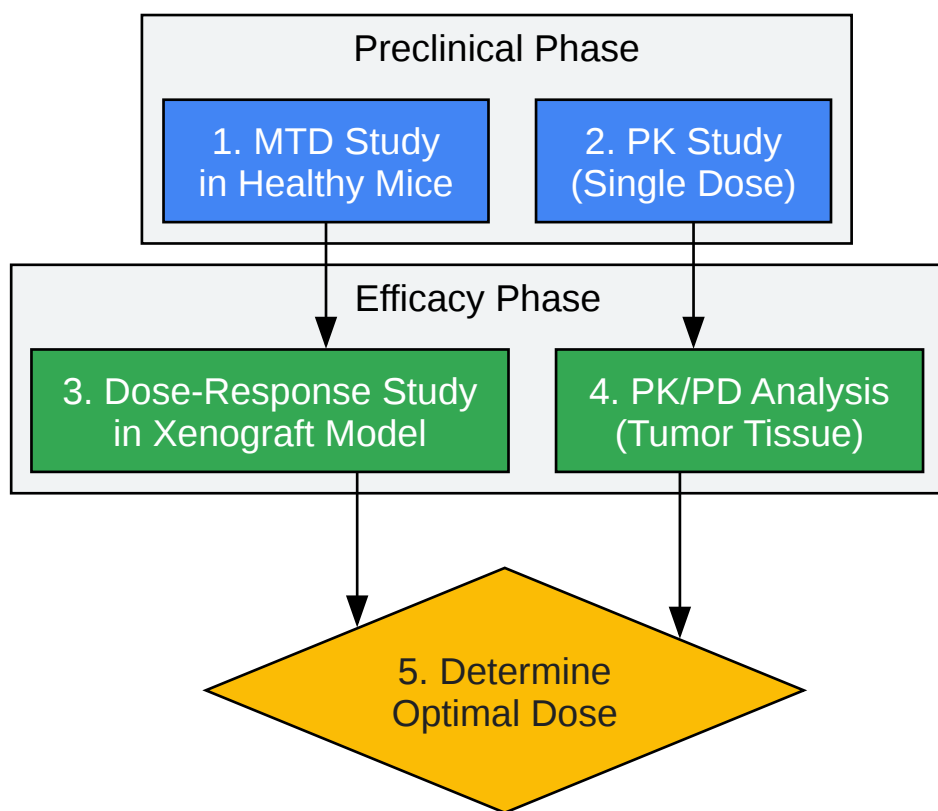 Preclinical Phase
1. MTD Study
in Healthy Mice
2. PK Study
(Single Dose)
Efficacy Phase
3. Dose-Response Study
in Xenograft Model
4. PK/PD Analysis
(Tumor Tissue)
5. Determine
Optimal Dose